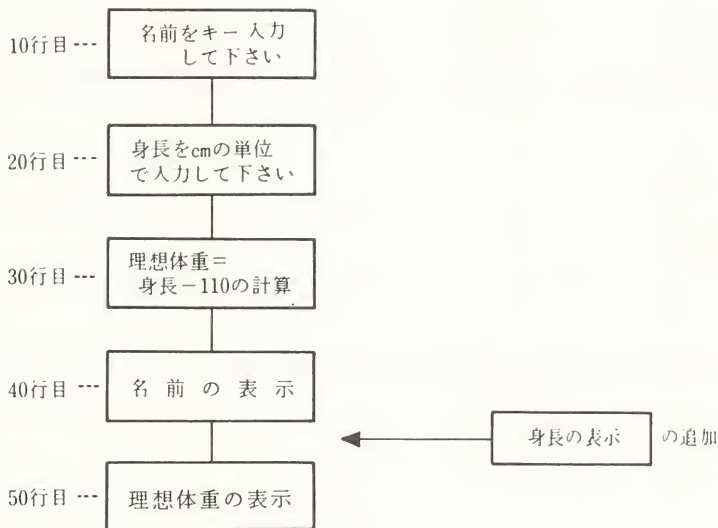 10行目… 名前をキー入力
して下さい
20行目… 身長をcmの単位
で入力して下さい
30行目… 理想体重＝
身長－110の計算
40行目… 名前の表示
身長の表示 の追加
50行目… 理想体重の表示